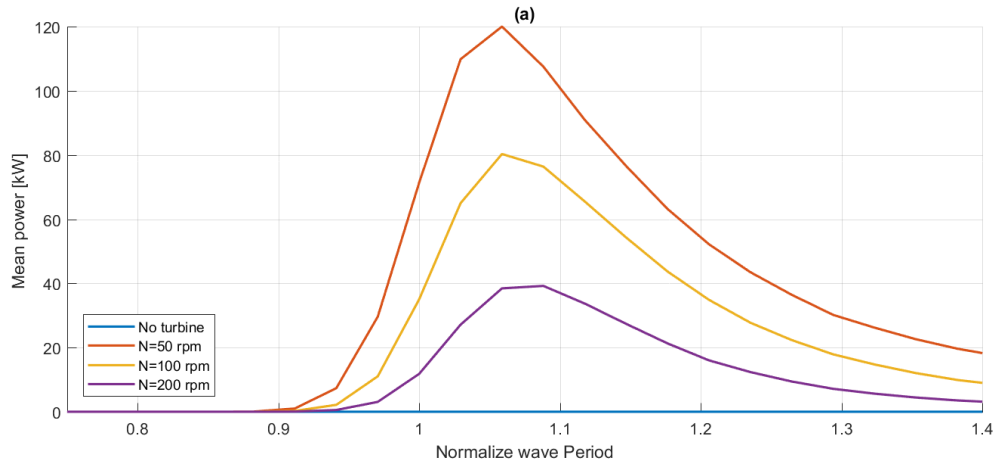 (a)
120
100
80
60
40
20
0
Mean power [kW]
No turbine
N=50 rpm
N=100 rpm
N=200 rpm
0.8 0.9 1 1.1 1.2 1.3 1.4
Normalize wave Period